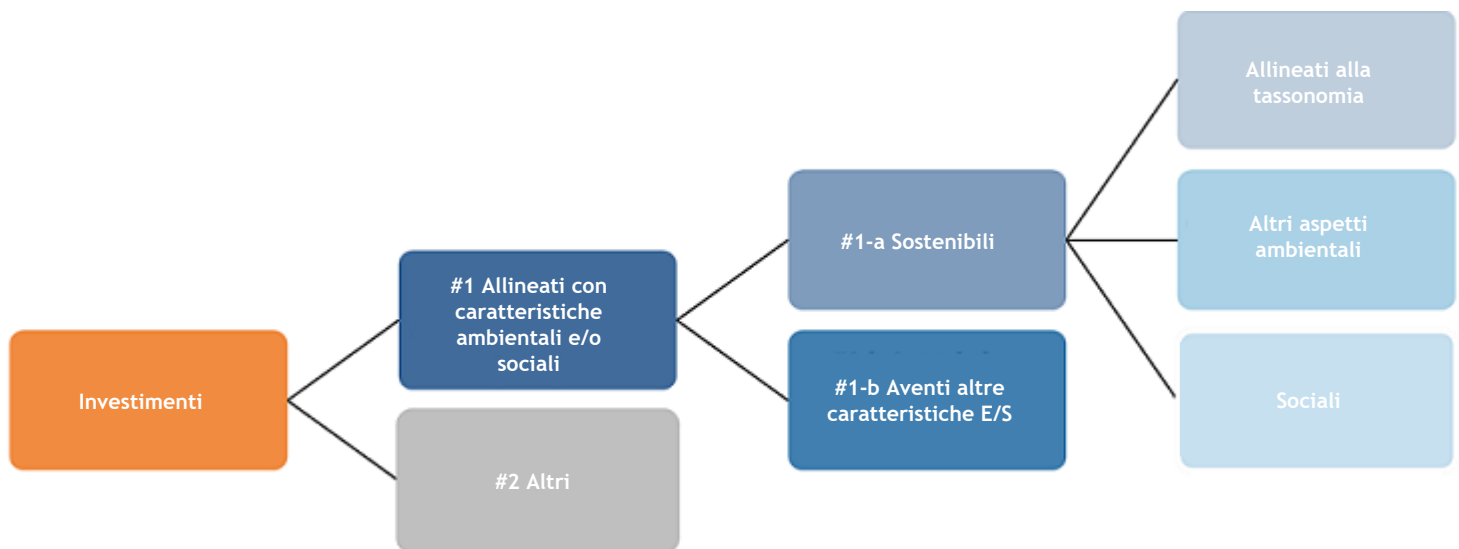 Investimenti
#1 Allineati con
caratteristiche
ambientali e/o
sociali
#2 Altri
#1-a Sostenibili
#1-b Aventi altre
caratteristiche E/S
Allineati alla
tassonomia
Altri aspetti
ambientali
Sociali